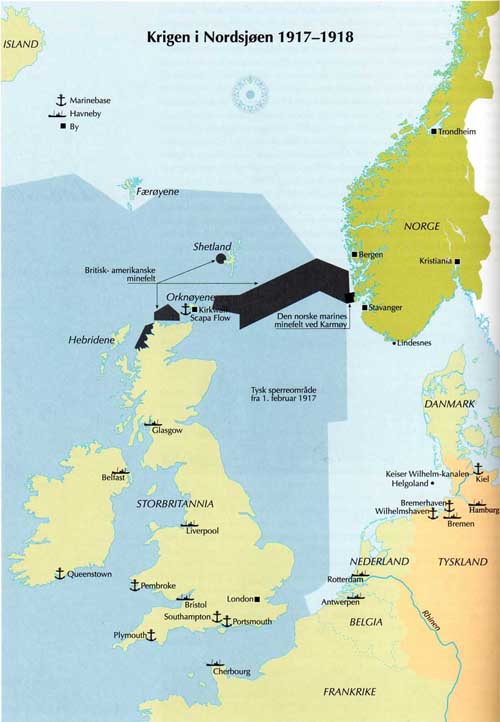 Krigen i Nordsjøen 1917–1918
ISLAND
Marinebase
Havneby
By
Færøyene
Trondheim
NORGE
Shetland
Bergen
Kristiania
Britisk- amerikanske
minefelt
Orknøyene
Kirkwall
Scapa Flow
Stavanger
Den norske marines
minefelt ved Karmøy
Lindesnes
Hebridene
Tysk sperreområde
fra 1. februar 1917
DANMARK
Glasgow
Keiser Wilhelm-kanalen
Kiel
Helgoland
Belfast
Bremerhaven
Hamburg
Wilhelmshaven
Bremen
STORBRITANNIA
Liverpool
NEDERLAND
TYSKLAND
Queenstown
Pembroke
Rotterdam
Bristol
London
Antwerpen
Rhinen
Southampton
Portsmouth
BELGIA
Plymouth
Cherbourg
FRANKRIKE